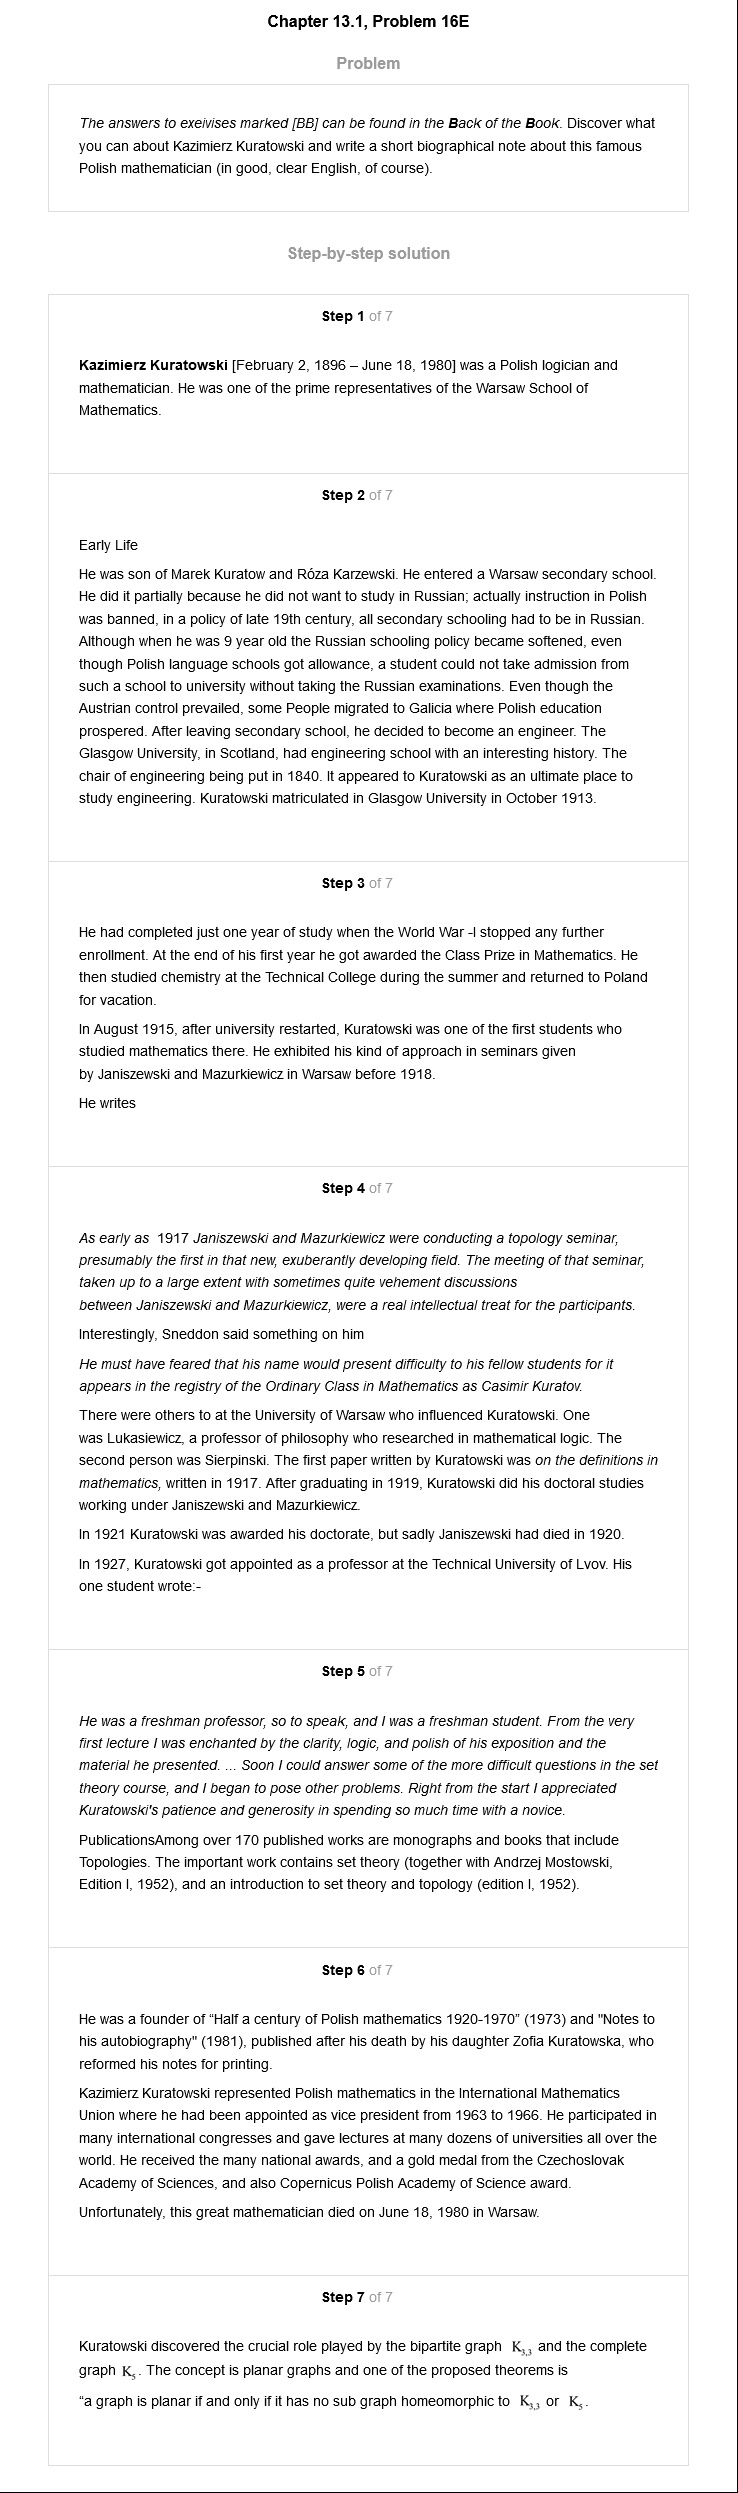 Chapter 13.1, Problem 16E
Problem
The answers to exeivises marked [BB] can be found in the Back of the Book. Discover what
you can about Kazimierz Kuratowski and write a short biographical note about this famous
Polish mathematician (in good, clear English, of course).
Step-by-step solution
Step 1 of 7
Kazimierz Kuratowski [February 2, 1896 – June 18, 1980] was a Polish logician and
mathematician. He was one of the prime representatives of the Warsaw School of
Mathematics.
Step 2 of 7
Early Life
He was son of Marek Kuratow and Róza Karzewski. He entered a Warsaw secondary school.
He did it partially because he did not want to study in Russian; actually instruction in Polish
was banned, in a policy of late 19th century, all secondary schooling had to be in Russian.
Although when he was 9 year old the Russian schooling policy became softened, even
though Polish language schools got allowance, a student could not take admission from
such a school to university without taking the Russian examinations. Even though the
Austrian control prevailed, some People migrated to Galicia where Polish education
prospered. After leaving secondary school, he decided to become an engineer. The
Glasgow University, in Scotland, had engineering school with an interesting history. The
chair of engineering being put in 1840. It appeared to Kuratowski as an ultimate place to
study engineering. Kuratowski matriculated in Glasgow University in October 1913.
Step 3 of 7
He had completed just one year of study when the World War -I stopped any further
enrollment. At the end of his first year he got awarded the Class Prize in Mathematics. He
then studied chemistry at the Technical College during the summer and returned to Poland
for vacation.
In August 1915, after university restarted, Kuratowski was one of the first students who
studied mathematics there. He exhibited his kind of approach in seminars given
by Janiszewski and Mazurkiewicz in Warsaw before 1918.
He writes
Step 4 of 7
As early as 1917 Janiszewski and Mazurkiewicz were conducting a topology seminar,
presumably the first in that new, exuberantly developing field. The meeting of that seminar,
taken up to a large extent with sometimes quite vehement discussions
between Janiszewski and Mazurkiewicz, were a real intellectual treat for the participants.
Interestingly, Sneddon said something on him
He must have feared that his name would present difficulty to his fellow students for it
appears in the registry of the Ordinary Class in Mathematics as Casimir Kuratov.
There were others to at the University of Warsaw who influenced Kuratowski. One
was Lukasiewicz, a professor of philosophy who researched in mathematical logic. The
second person was Sierpinski. The first paper written by Kuratowski was on the definitions in
mathematics, written in 1917. After graduating in 1919, Kuratowski did his doctoral studies
working under Janiszewski and Mazurkiewicz.
In 1921 Kuratowski was awarded his doctorate, but sadly Janiszewski had died in 1920.
In 1927, Kuratowski got appointed as a professor at the Technical University of Lvov. His
one student wrote:-
Step 5 of 7
He was a freshman professor, so to speak, and I was a freshman student. From the very
first lecture I was enchanted by the clarity, logic, and polish of his exposition and the
material he presented. ... Soon I could answer some of the more difficult questions in the set
theory course, and I began to pose other problems. Right from the start I appreciated
Kuratowski's patience and generosity in spending so much time with a novice.
PublicationsAmong over 170 published works are monographs and books that include
Topologies. The important work contains set theory (together with Andrzej Mostowski,
Edition I, 1952), and an introduction to set theory and topology (edition I, 1952).
Step 6 of 7
He was a founder of “Half a century of Polish mathematics 1920-1970” (1973) and "Notes to
his autobiography" (1981), published after his death by his daughter Zofia Kuratowska, who
reformed his notes for printing.
Kazimierz Kuratowski represented Polish mathematics in the International Mathematics
Union where he had been appointed as vice president from 1963 to 1966. He participated in
many international congresses and gave lectures at many dozens of universities all over the
world. He received the many national awards, and a gold medal from the Czechoslovak
Academy of Sciences, and also Copernicus Polish Academy of Science award.
Unfortunately, this great mathematician died on June 18, 1980 in Warsaw.
Step 7 of 7
Kuratowski discovered the crucial role played by the bipartite graph K3,3 and the complete
graph K5. The concept is planar graphs and one of the proposed theorems is
“a graph is planar if and only if it has no sub graph homeomorphic to K3,3 or K5.